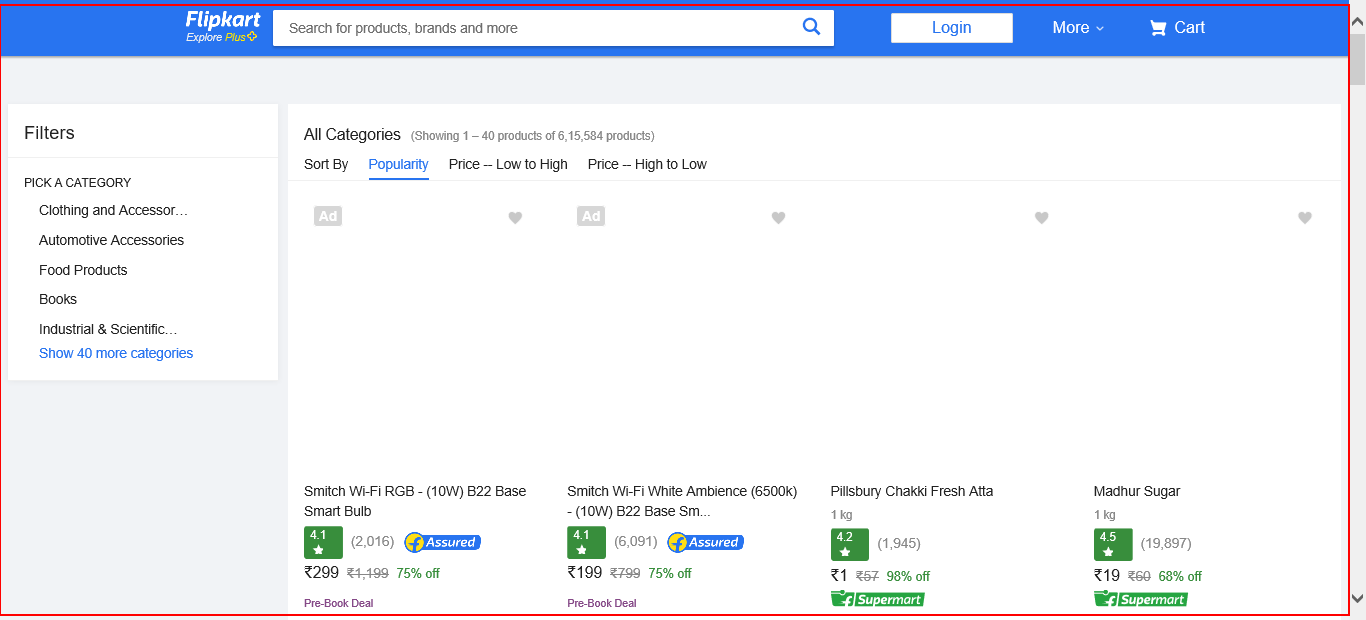 Flipkart
Explore Plus
Search for products, brands and more
Login
More
Cart
Filters
PICK A CATEGORY
Clothing and Accessor…
Automotive Accessories
Food Products
Books
Industrial & Scientific…
Show 40 more categories
All Categories (Showing 1 – 40 products of 6,15,584 products)
Sort By Popularity Price -- Low to High Price -- High to Low
Ad
Ad
Smitch Wi-Fi RGB - (10W) B22 Base
Smart Bulb
4.1 (2,016) Assured
₹299 ₹1,199 75% off
Pre-Book Deal
Smitch Wi-Fi White Ambience (6500k)
- (10W) B22 Base Sm...
4.1 (6,091) Assured
₹199 ₹799 75% off
Pre-Book Deal
Pillsbury Chakki Fresh Atta
1 kg
4.2 (1,945)
₹1 ₹57 98% off
Supermart
Madhur Sugar
1 kg
4.5 (19,897)
₹19 ₹60 68% off
Supermart